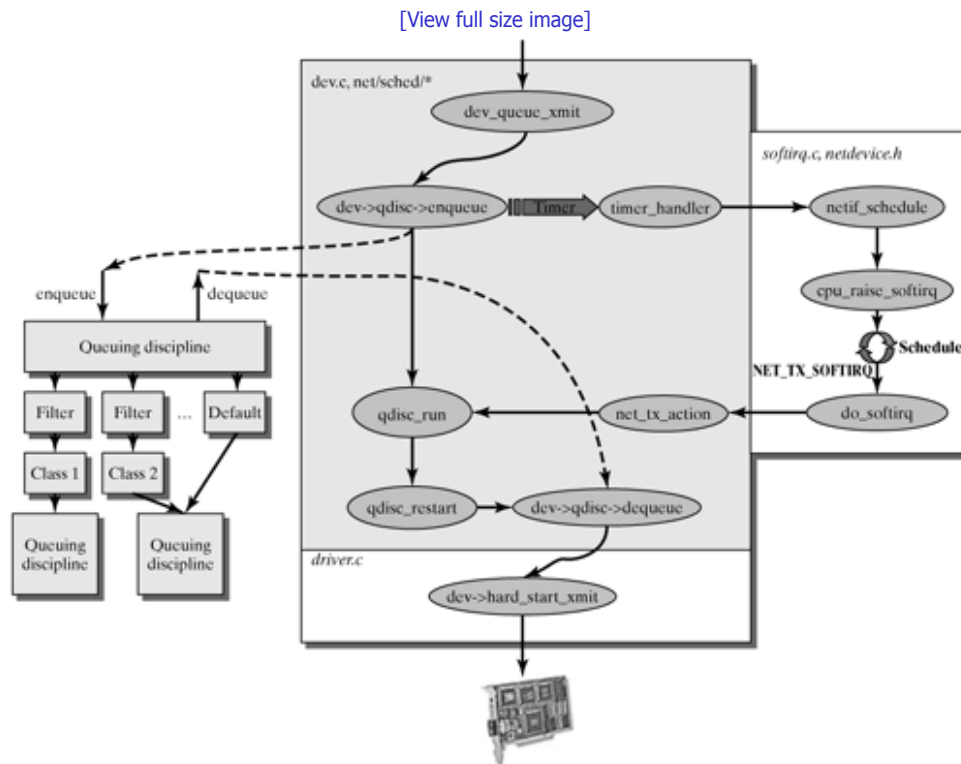 [View full size image]
dev.c, net/sched/*
dev_queue_xmit
softirq.c, netdevice.h
dev->qdisc->enqueue
Timer
timer_handler
netif_schedule
enqueue
dequeue
cpu_raise_softirq
Queuing discipline
Schedule
NET_TX_SOFTIRQ
Filter
Filter
...
Default
qdisc_run
net_tx_action
do_softirq
Class 1
Class 2
qdisc_restart
dev->qdisc->dequeue
Queuing
discipline
Queuing
discipline
driver.c
dev->hard_start_xmit